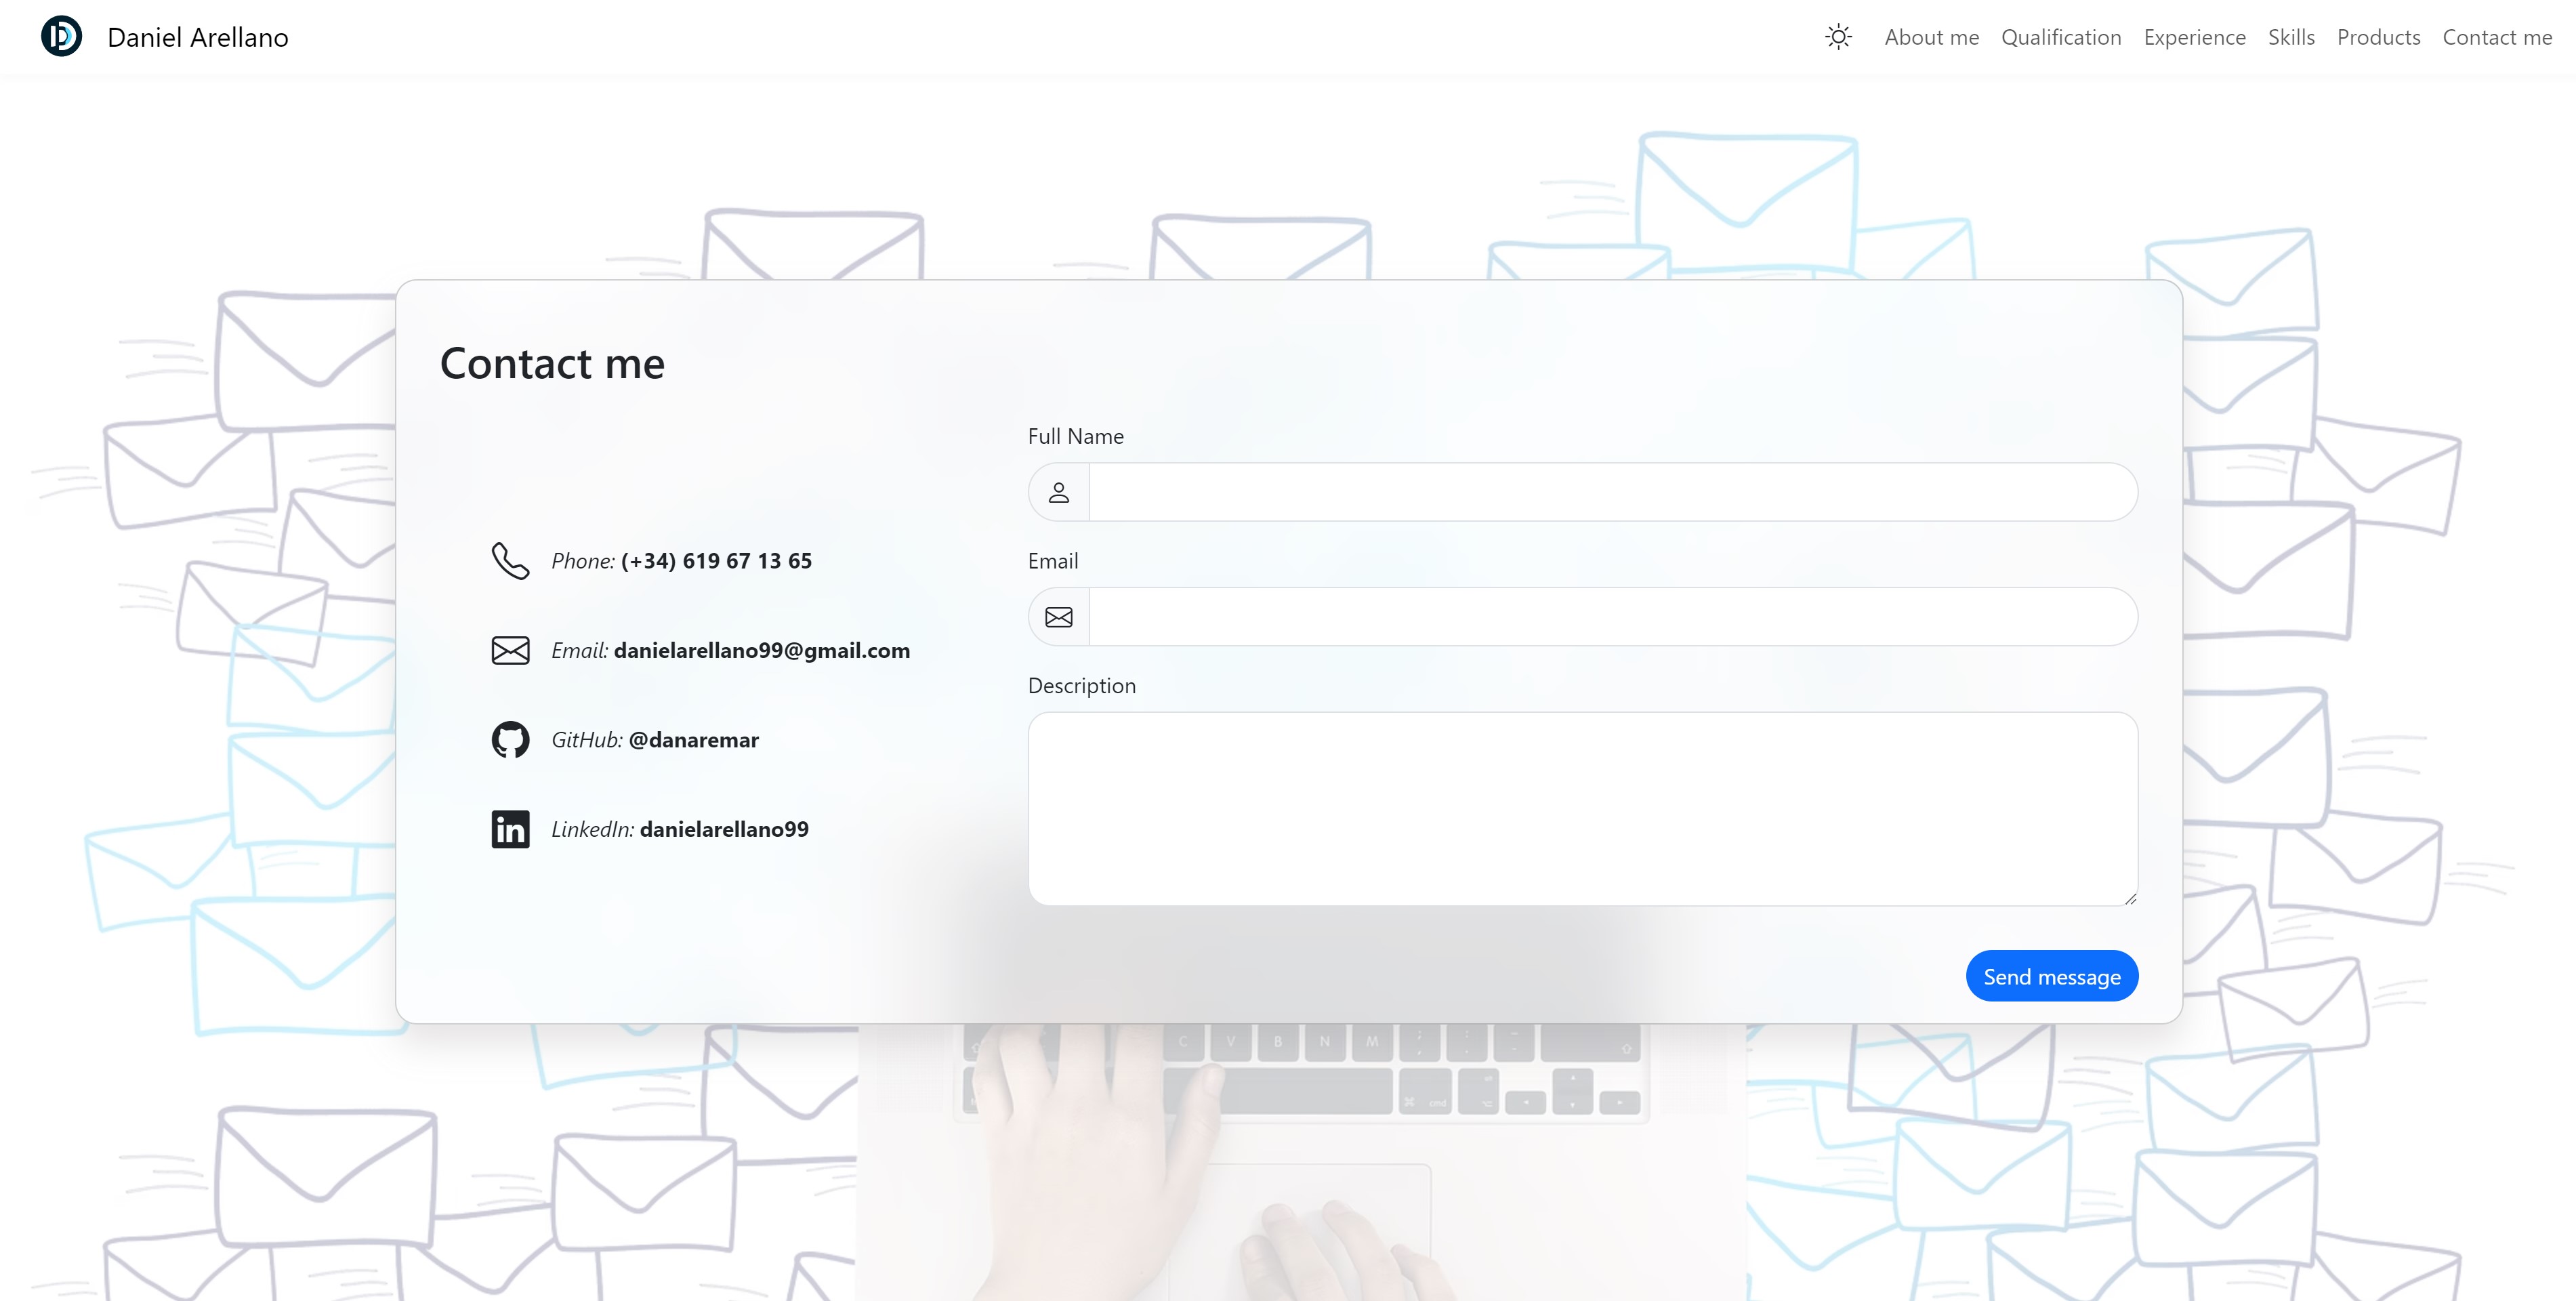 Daniel Arellano
About me Qualification Experience Skills Products Contact me
Contact me
Full Name
Phone: (+34) 619 67 13 65
Email
Email: danielarellano99@gmail.com
Description
GitHub: @danaremar
LinkedIn: danielarellano99
Send message
C V B N M
cmd